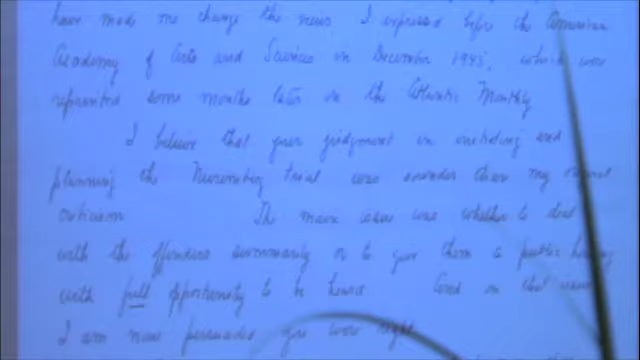 have made me change the views I expressed before the American
Academy of Arts and Sciences in December 1945, which were
reprinted some months later in the Atlantic Monthly
I believe that your judgment in instituting and
planning the Nuremberg trial was sounder than my original
criticism The main issue was whether to deal
with the offenders summarily or to give them a public hearing
with full opportunity to be heard. And on that issue
I am now persuaded you were right